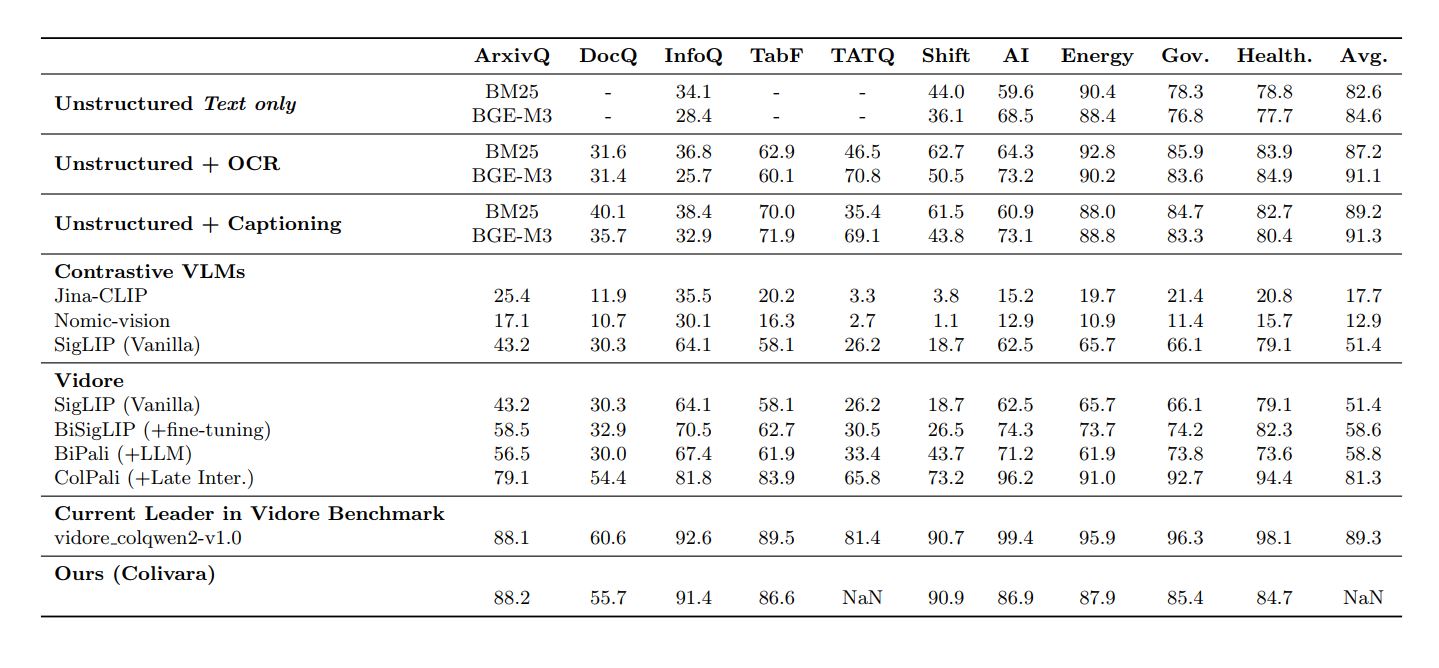 ArxivQ DocQ InfoQ TabF TATQ Shift AI Energy Gov. Health. Avg.
Unstructured Text only
BM25 - 34.1 - - 44.0 59.6 90.4 78.3 78.8 82.6
BGE-M3 - 28.4 - - 36.1 68.5 88.4 76.8 77.7 84.6
Unstructured + OCR
BM25 31.6 36.8 62.9 46.5 62.7 64.3 92.8 85.9 83.9 87.2
BGE-M3 31.4 25.7 60.1 70.8 50.5 73.2 90.2 83.6 84.9 91.1
Unstructured + Captioning
BM25 40.1 38.4 70.0 35.4 61.5 60.9 88.0 84.7 82.7 89.2
BGE-M3 35.7 32.9 71.9 69.1 43.8 73.1 88.8 83.3 80.4 91.3
Contrastive VLMs
Jina-CLIP 25.4 11.9 35.5 20.2 3.3 3.8 15.2 19.7 21.4 20.8 17.7
Nomic-vision 17.1 10.7 30.1 16.3 2.7 1.1 12.9 10.9 11.4 15.7 12.9
SigLIP (Vanilla) 43.2 30.3 64.1 58.1 26.2 18.7 62.5 65.7 66.1 79.1 51.4
Vidore
SigLIP (Vanilla) 43.2 30.3 64.1 58.1 26.2 18.7 62.5 65.7 66.1 79.1 51.4
BiSigLIP (+fine-tuning) 58.5 32.9 70.5 62.7 30.5 26.5 74.3 73.7 74.2 82.3 58.6
BiPali (+LLM) 56.5 30.0 67.4 61.9 33.4 43.7 71.2 61.9 73.8 73.6 58.8
ColPali (+Late Inter.) 79.1 54.4 81.8 83.9 65.8 73.2 96.2 91.0 92.7 94.4 81.3
Current Leader in Vidore Benchmark
vidore_colqwen2-v1.0 88.1 60.6 92.6 89.5 81.4 90.7 99.4 95.9 96.3 98.1 89.3
Ours (Colivara)
88.2 55.7 91.4 86.6 NaN 90.9 86.9 87.9 85.4 84.7 NaN